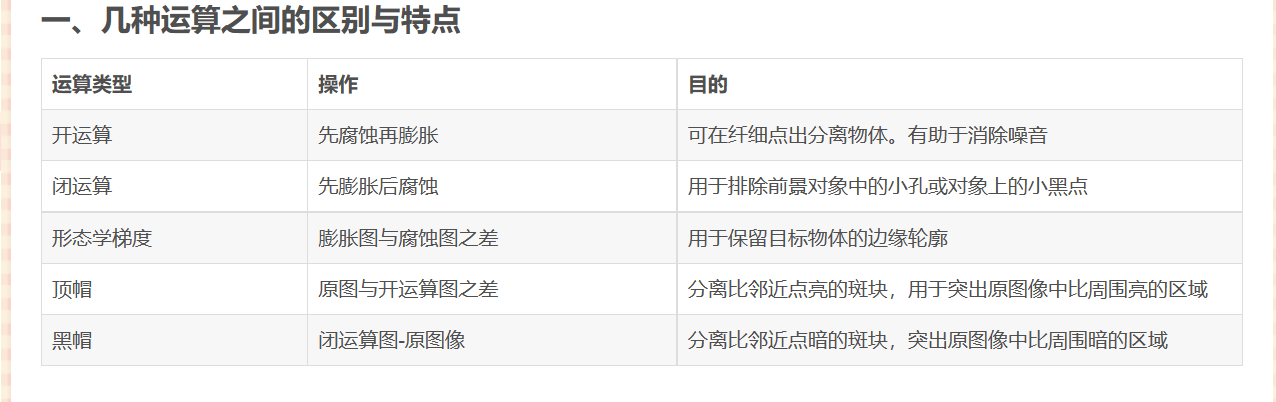 一、几种运算之间的区别与特点
运算类型 操作 目的
开运算 先腐蚀再膨胀 可在纤细点出分离物体。有助于消除噪音
闭运算 先膨胀后腐蚀 用于排除前景对象中的小孔或对象上的小黑点
形态学梯度 膨胀图与腐蚀图之差 用于保留目标物体的边缘轮廓
顶帽 原图与开运算图之差 分离比邻近点亮的斑块，用于突出原图像中比周围亮的区域
黑帽 闭运算图-原图像 分离比邻近点暗的斑块，突出原图像中比周围暗的区域